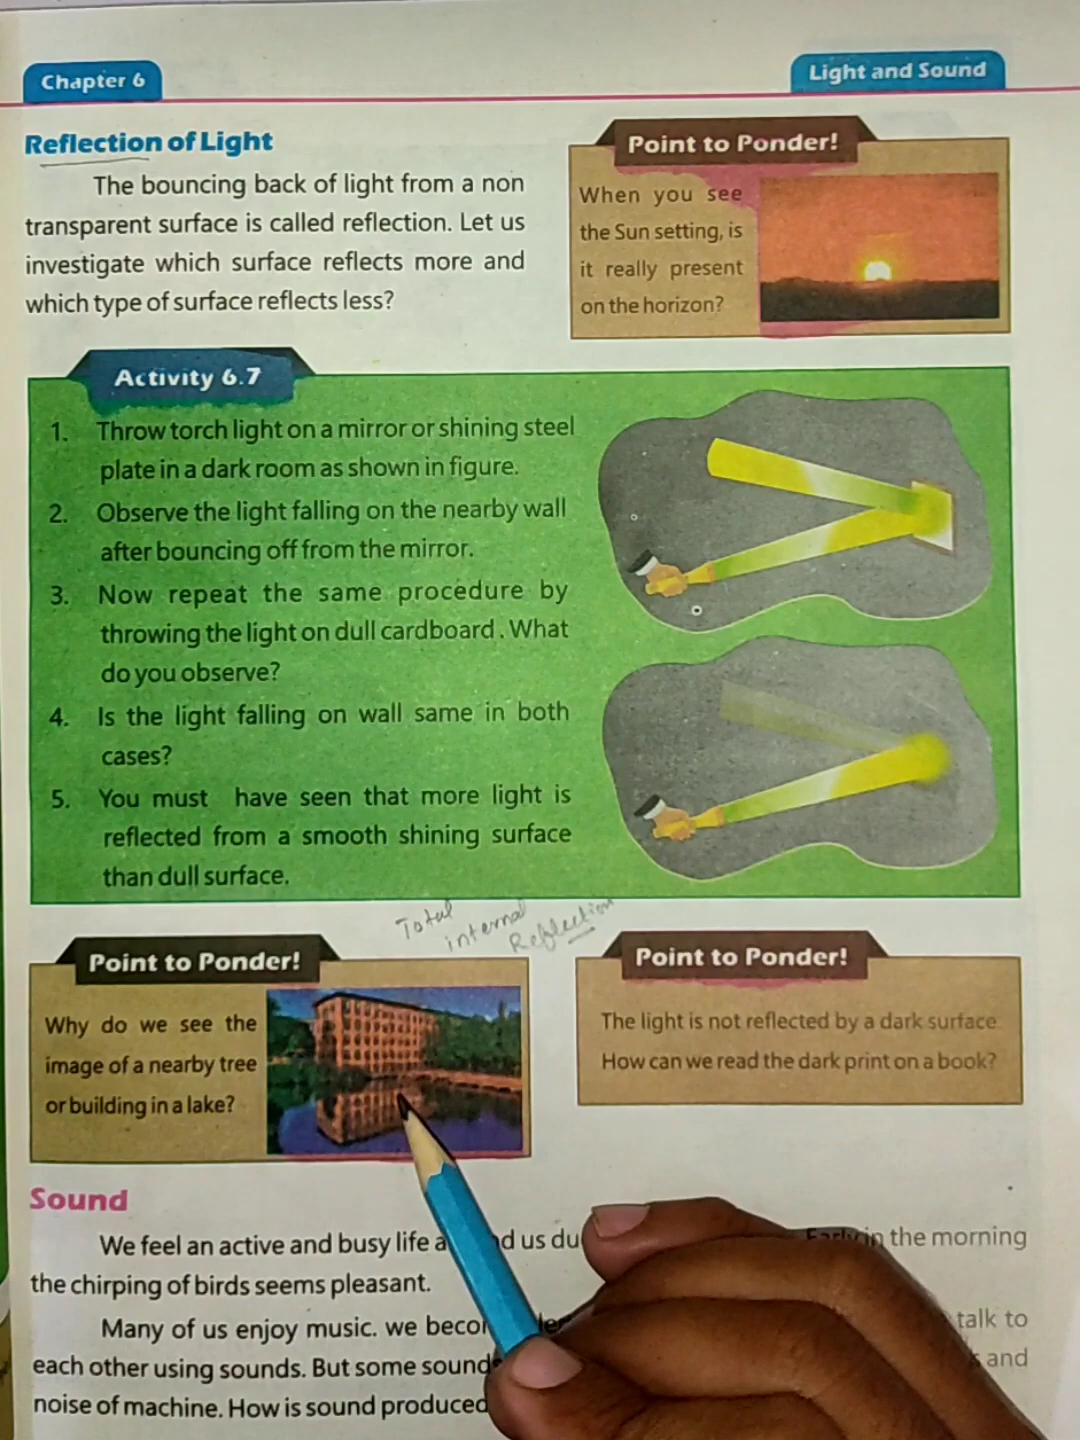 Chapter 6
Light and Sound
Reflection of Light
The bouncing back of light from a non
transparent surface is called reflection. Let us
investigate which surface reflects more and
which type of surface reflects less?
Point to Ponder!
When you see
the Sun setting, is
it really present
on the horizon?
Activity 6.7
1. Throw torch light on a mirror or shining steel
plate in a dark room as shown in figure.
2. Observe the light falling on the nearby wall
after bouncing off from the mirror.
3. Now repeat the same procedure by
throwing the light on dull cardboard. What
do you observe?
4. Is the light falling on wall same in both
cases?
5. You must have seen that more light is
reflected from a smooth shining surface
than dull surface.
Total
internal
Reflection
Point to Ponder!
Why do we see the
image of a nearby tree
or building in a lake?
Point to Ponder!
The light is not reflected by a dark surface.
How can we read the dark print on a book?
Sound
We feel an active and busy life us in the morning
the chirping of birds seems pleasant.
Many of us enjoy music. we talk to
each other using sounds. But some and
noise of machine. How is sound produced